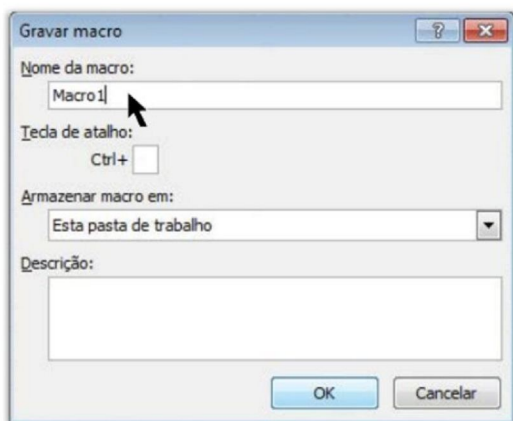 Gravar macro
Nome da macro:
Macro1
Tecla de atalho:
Ctrl+
Armazenar macro em:
Esta pasta de trabalho
Descrição:
OK Cancelar